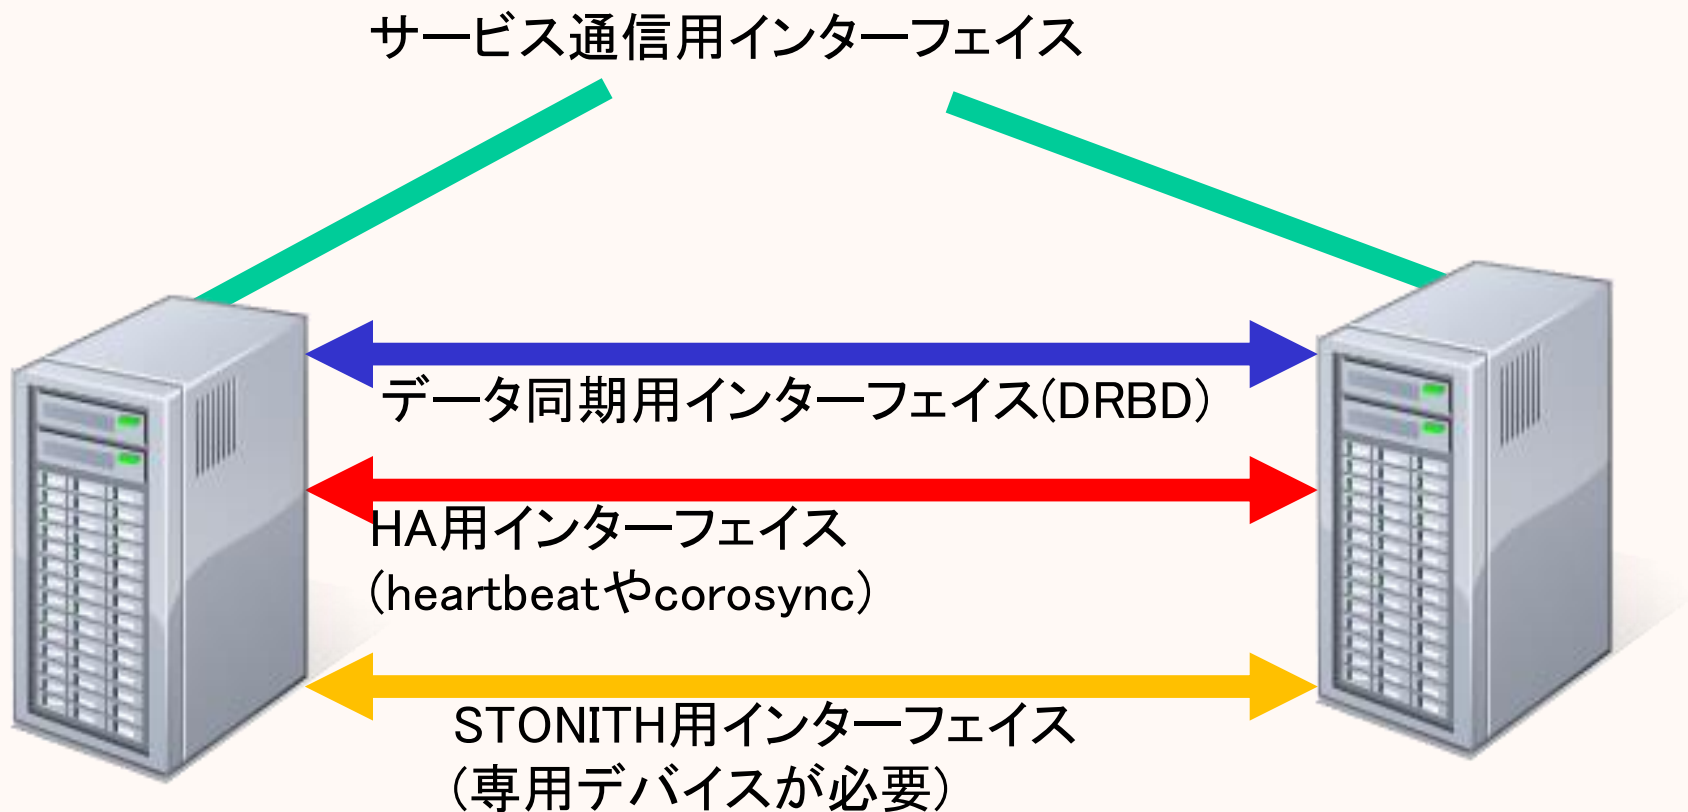 サービス通信用インターフェイス
データ同期用インターフェイス(DRBD)
HA用インターフェイス
(heartbeatやcorosync)
STONITH用インターフェイス
(専用デバイスが必要)